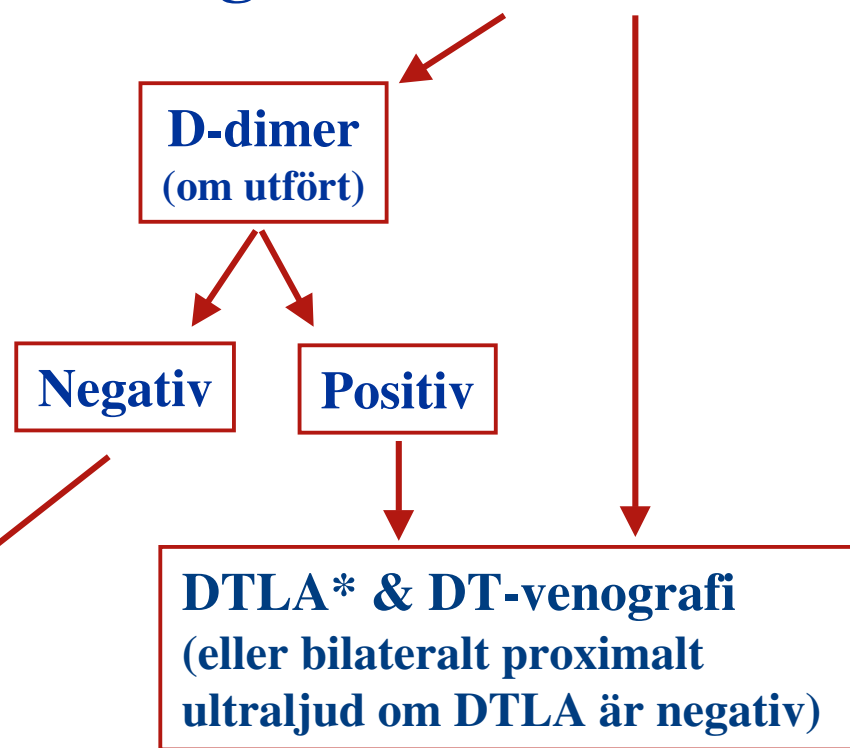 D-dimer
(om utfört)
Negativ
Positiv
DTLA* & DT-venografi
(eller bilateralt proximalt
ultraljud om DTLA är negativ)